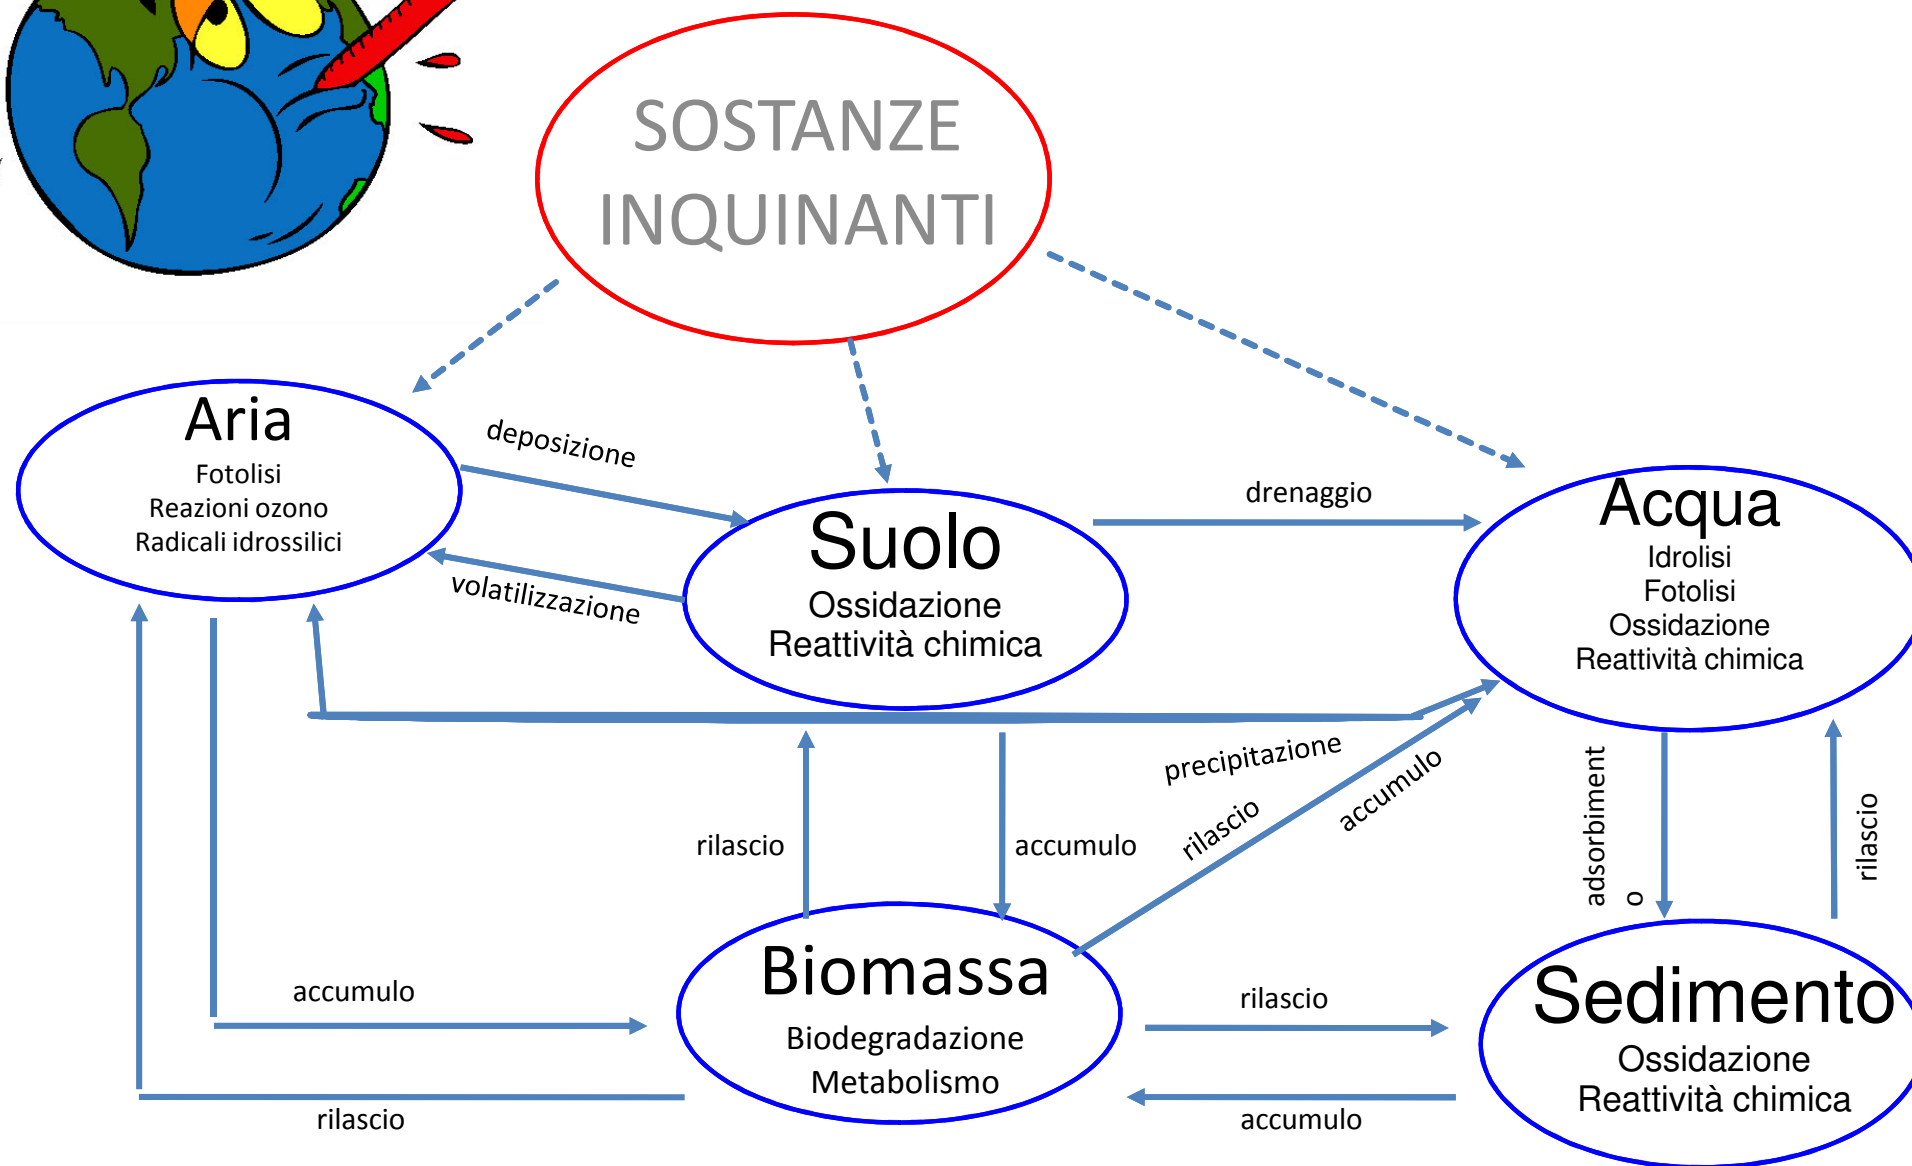 SOSTANZE
INQUINANTI
Aria
Fotolisi
Reazioni ozono
Radicali idrossilici
deposizione
volatilizzazione
Suolo
Ossidazione
Reattività chimica
drenaggio
Acqua
Idrolisi
Fotolisi
Ossidazione
Reattività chimica
precipitazione
rilascio
accumulo
rilascio
accumulo
adsorbiment
o
rilascio
accumulo
rilascio
Biomassa
Biodegradazione
Metabolismo
rilascio
accumulo
Sedimento
Ossidazione
Reattività chimica